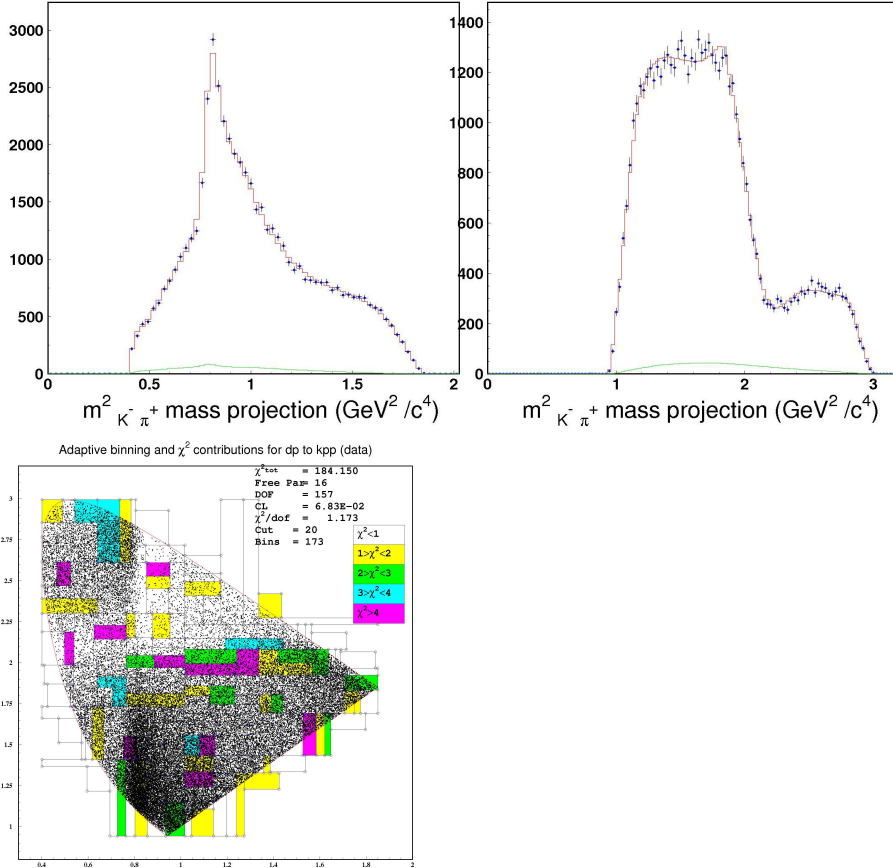 3000
2500
2000
1500
1000
500
0
0 0.5 1 1.5 2
m² K⁻ π⁺ mass projection (GeV² /c⁴)
1400
1200
1000
800
600
400
200
0
0 1 2 3
m² K⁻ π⁺ mass projection (GeV² /c⁴)
Adaptive binning and χ² contributions for dp to kpp (data)
χ²tot = 184.150
Free Par= 16
DOF = 157
CL = 6.83E-02
χ²/dof = 1.173
Cut = 20
Bins = 173
χ²<1
1>χ²<2
2>χ²<3
3>χ²<4
χ²>4
3
2.75
2.5
2.25
2
1.75
1.5
1.25
1
0.4 0.6 0.8 1 1.2 1.4 1.6 1.8 2